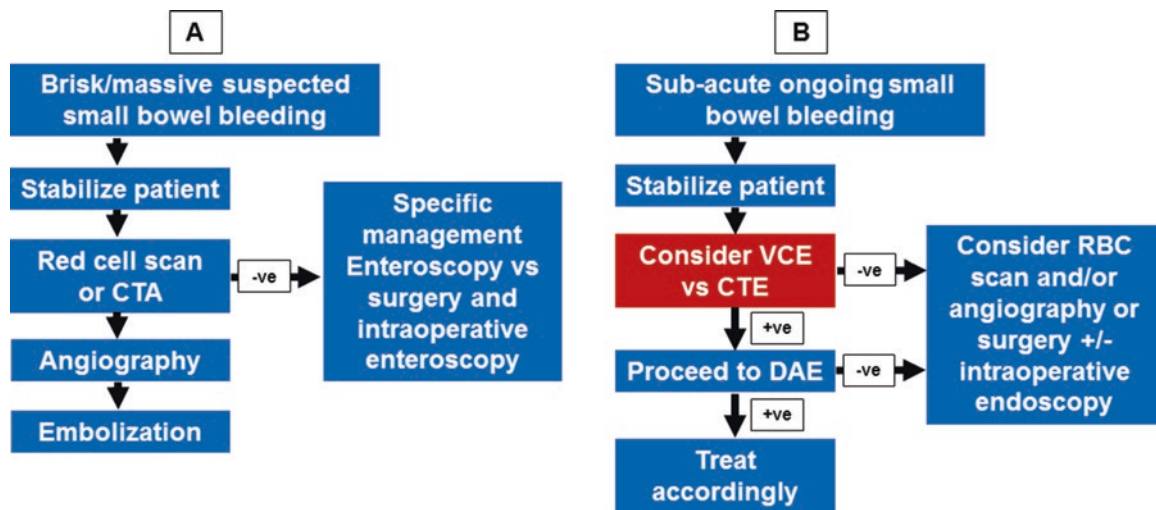 A
Brisk/massive suspected
small bowel bleeding
Stabilize patient
Red cell scan
or CTA
-ve
Specific
management
Enteroscopy vs
surgery and
intraoperative
enteroscopy
Angiography
Embolization
B
Sub-acute ongoing small
bowel bleeding
Stabilize patient
Consider VCE
vs CTE
-ve
Consider RBC
scan and/or
angiography or
surgery +/-
intraoperative
endoscopy
+ve
Proceed to DAE
-ve
+ve
Treat
accordingly